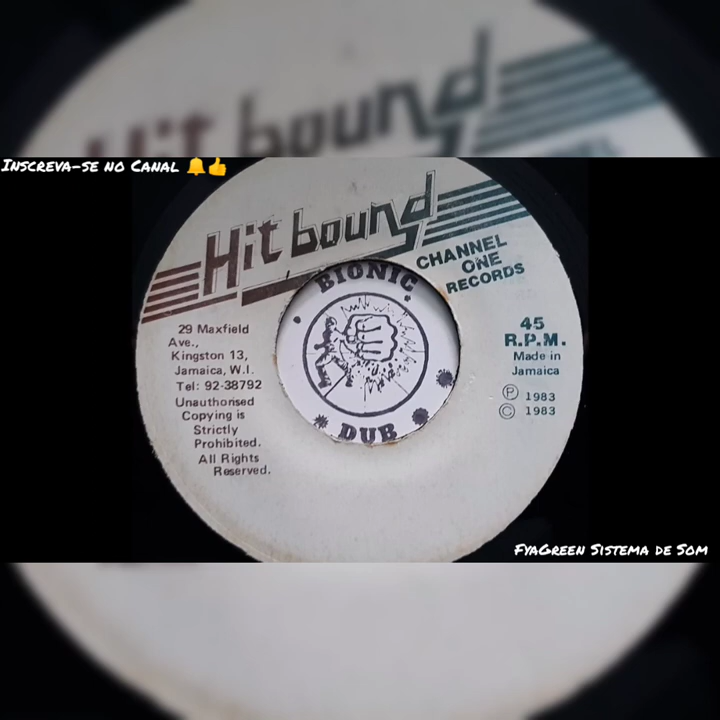 Hit bound
INSCREVA-SE NO CANAL 🔔👍
Hit bound
CHANNEL
ONE
RECORDS
BIONIC
DUB
29 Maxfield
Ave.,
Kingston 13,
Jamaica, W.I.
Tel: 92-38792
Unauthorised
Copying is
Strictly
Prohibited.
All Rights
Reserved.
45
R.P.M.
Made in
Jamaica
Ⓟ 1983
© 1983
FYAGREEN SISTEMA DE SOM